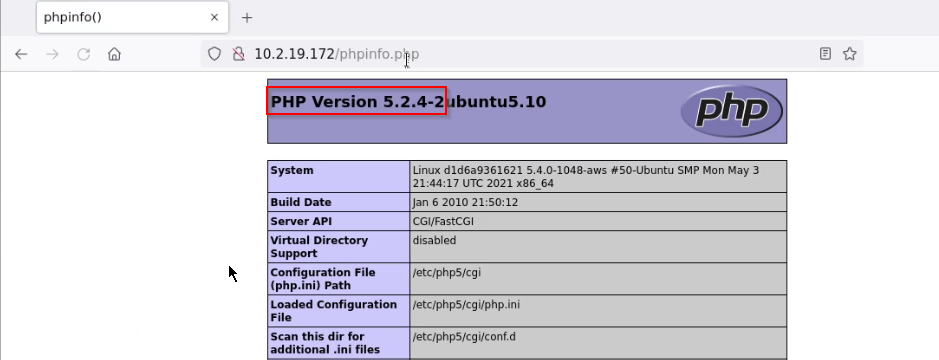 phpinfo()
10.2.19.172/phpinfo.php
PHP Version 5.2.4-2ubuntu5.10
php
System
Linux d1d6a9361621 5.4.0-1048-aws #50-Ubuntu SMP Mon May 3
21:44:17 UTC 2021 x86_64
Build Date
Jan 6 2010 21:50:12
Server API
CGI/FastCGI
Virtual Directory
Support
disabled
Configuration File
(php.ini) Path
/etc/php5/cgi
Loaded Configuration
File
/etc/php5/cgi/php.ini
Scan this dir for
additional .ini files
/etc/php5/cgi/conf.d